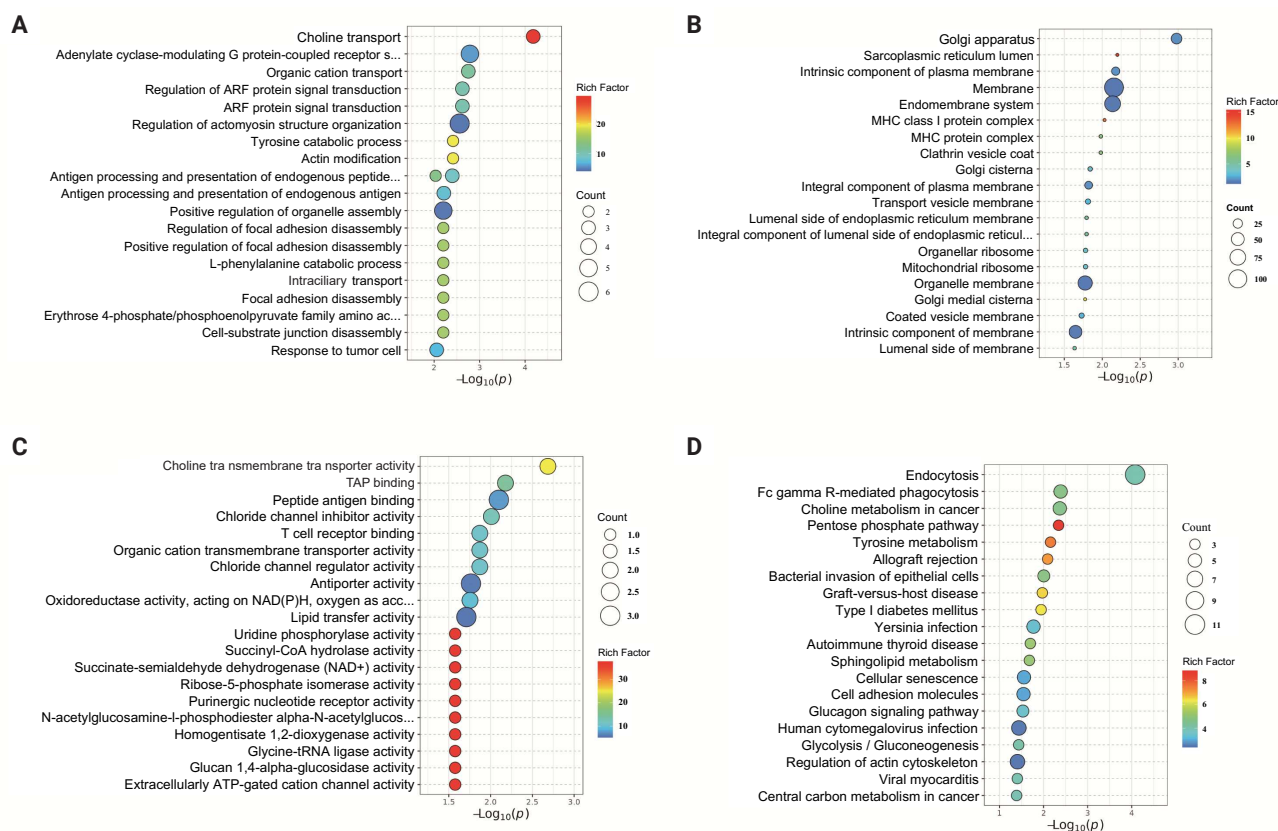 A
Choline transport
Adenylate cyclase-modulating G protein-coupled receptor s...
Organic cation transport
Regulation of ARF protein signal transduction
ARF protein signal transduction
Regulation of actomyosin structure organization
Tyrosine catabolic process
Actin modification
Antigen processing and presentation of endogenous peptide...
Antigen processing and presentation of endogenous antigen
Positive regulation of organelle assembly
Regulation of focal adhesion disassembly
Positive regulation of focal adhesion disassembly
L-phenylalanine catabolic process
Intraciliary transport
Focal adhesion disassembly
Erythrose 4-phosphate/phosphoenolpyruvate family amino ac...
Cell-substrate junction disassembly
Response to tumor cell
2 3 4
−Log10(p)
Rich Factor
20
10
Count
2
3
4
5
6
B
Golgi apparatus
Sarcoplasmic reticulum lumen
Intrinsic component of plasma membrane
Membrane
Endomembrane system
MHC class I protein complex
MHC protein complex
Clathrin vesicle coat
Golgi cisterna
Integral component of plasma membrane
Transport vesicle membrane
Lumenal side of endoplasmic reticulum membrane
Integral component of lumenal side of endoplasmic reticul...
Organellar ribosome
Mitochondrial ribosome
Organelle membrane
Golgi medial cisterna
Coated vesicle membrane
Intrinsic component of membrane
Lumenal side of membrane
1.5 2.0 2.5 3.0
−Log10(p)
Rich Factor
15
10
5
Count
25
50
75
100
C
Choline tra nsmembrane tra nsporter activity
TAP binding
Peptide antigen binding
Chloride channel inhibitor activity
T cell receptor binding
Organic cation transmembrane transporter activity
Chloride channel regulator activity
Antiporter activity
Oxidoreductase activity, acting on NAD(P)H, oxygen as acc...
Lipid transfer activity
Uridine phosphorylase activity
Succinyl-CoA hydrolase activity
Succinate-semialdehyde dehydrogenase (NAD+) activity
Ribose-5-phosphate isomerase activity
Purinergic nucleotide receptor activity
N-acetylglucosamine-l-phosphodiester alpha-N-acetylglucos...
Homogentisate 1,2-dioxygenase activity
Glycine-tRNA ligase activity
Glucan 1,4-alpha-glucosidase activity
Extracellularly ATP-gated cation channel activity
1.5 2.0 2.5 3.0
−Log10(p)
Count
1.0
1.5
2.0
2.5
3.0
Rich Factor
30
20
10
D
Endocytosis
Fc gamma R-mediated phagocytosis
Choline metabolism in cancer
Pentose phosphate pathway
Tyrosine metabolism
Allograft rejection
Bacterial invasion of epithelial cells
Graft-versus-host disease
Type I diabetes mellitus
Yersinia infection
Autoimmune thyroid disease
Sphingolipid metabolism
Cellular senescence
Cell adhesion molecules
Glucagon signaling pathway
Human cytomegalovirus infection
Glycolysis / Gluconeogenesis
Regulation of actin cytoskeleton
Viral myocarditis
Central carbon metabolism in cancer
1 2 3 4
−Log10(p)
Count
3
5
7
9
11
Rich Factor
8
6
4